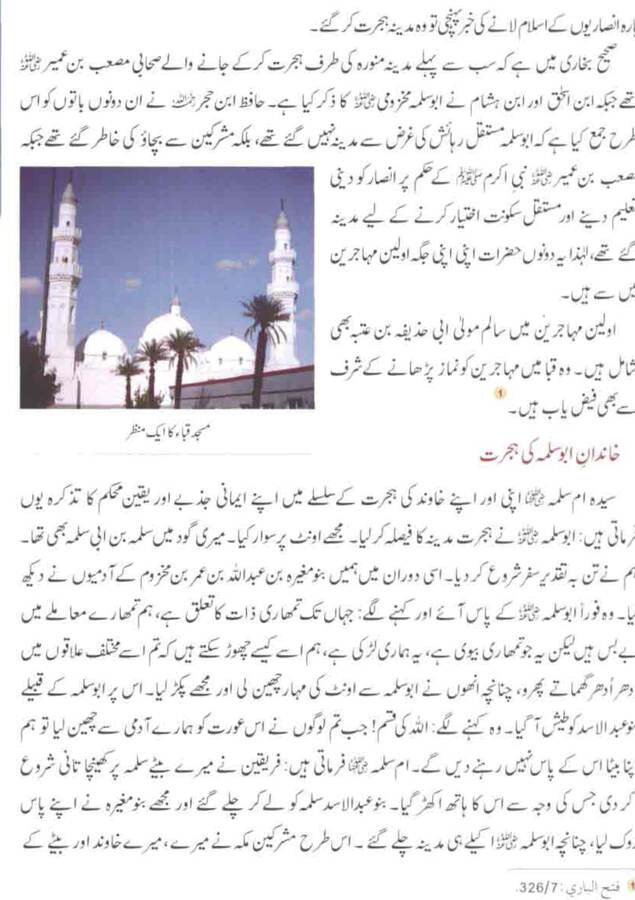 بارہ انصاریوں کے اسلام لانے کی خبر پہنچی تو وہ مدینہ ہجرت کر گئے۔
صحیح بخاری میں ہے کہ سب سے پہلے مدینہ منورہ کی طرف ہجرت کر کے جانے والے صحابی مصعب بن عمیر رضی اللہ عنہ
تھے جبکہ ابن اسحٰق اور ابن ہشام نے ابوسلمہ مخزومی رضی اللہ عنہ کا ذکر کیا ہے۔ حافظ ابن حجر رحمہ اللہ نے ان دونوں باتوں کو اس
طرح جمع کیا ہے کہ ابوسلمہ مستقل رہائش کی غرض سے مدینہ نہیں گئے تھے، بلکہ مشرکین سے بچاؤ کی خاطر گئے تھے جبکہ
مصعب بن عمیر رضی اللہ عنہ نبی اکرم ﷺ کے حکم پر انصار کو دینی
تعلیم دینے اور مستقل سکونت اختیار کرنے کے لیے مدینہ
گئے تھے، لہٰذا یہ دونوں حضرات اپنی اپنی جگہ اولین مہاجرین
میں سے ہیں۔
اولین مہاجرین میں سالم مولیٰ ابی حذیفہ بن عتبہ بھی
شامل ہیں۔ وہ قبا میں مہاجرین کو نماز پڑھانے کے شرف
سے بھی فیض یاب ہیں۔ ①
مسجد قباء کا ایک منظر
خاندانِ ابوسلمہ کی ہجرت
سیدہ ام سلمہ رضی اللہ عنہا اپنی اور اپنے خاوند کی ہجرت کے سلسلے میں اپنے ایمانی جذبے اور یقین محکم کا تذکرہ یوں
فرماتی ہیں: ابوسلمہ رضی اللہ عنہ نے ہجرت مدینہ کا فیصلہ کر لیا۔ مجھے اونٹ پر سوار کیا۔ میری گود میں سلمہ بن ابی سلمہ بھی تھا۔
ہم نے تن بہ تقدیر سفر شروع کر دیا۔ اسی دوران میں ہمیں بنو مغیرہ بن عبداللہ بن عمر بن مخزوم کے آدمیوں نے دیکھ
لیا۔ وہ فوراً ابوسلمہ رضی اللہ عنہ کے پاس آئے اور کہنے لگے: جہاں تک تمھاری ذات کا تعلق ہے، ہم تمھارے معاملے میں
بے بس ہیں لیکن یہ جو تمھاری بیوی ہے، یہ ہماری لڑکی ہے، ہم اسے کیسے چھوڑ سکتے ہیں کہ تم اسے مختلف علاقوں میں
ادھر اُدھر گھماتے پھرو، چنانچہ انھوں نے ابوسلمہ سے اونٹ کی مہار چھین لی اور مجھے پکڑ لیا۔ اس پر ابوسلمہ کے قبیلے
بنو عبدالاسد کو طیش آ گیا۔ وہ کہنے لگے: اللہ کی قسم! جب تم لوگوں نے اس عورت کو ہمارے آدمی سے چھین لیا تو ہم
اپنا بیٹا اس کے پاس نہیں رہنے دیں گے۔ ام سلمہ رضی اللہ عنہا فرماتی ہیں: فریقین نے میرے بیٹے سلمہ پر کھینچا تانی شروع
کر دی جس کی وجہ سے اس کا ہاتھ اکھڑ گیا۔ بنو عبدالاسد سلمہ کو لے کر چلے گئے اور مجھے بنو مغیرہ نے اپنے پاس
روک لیا، چنانچہ ابوسلمہ رضی اللہ عنہ اکیلے ہی مدینہ چلے گئے۔ اس طرح مشرکین مکہ نے میرے، میرے خاوند اور بیٹے کے
① فتح الباري: 326/7.